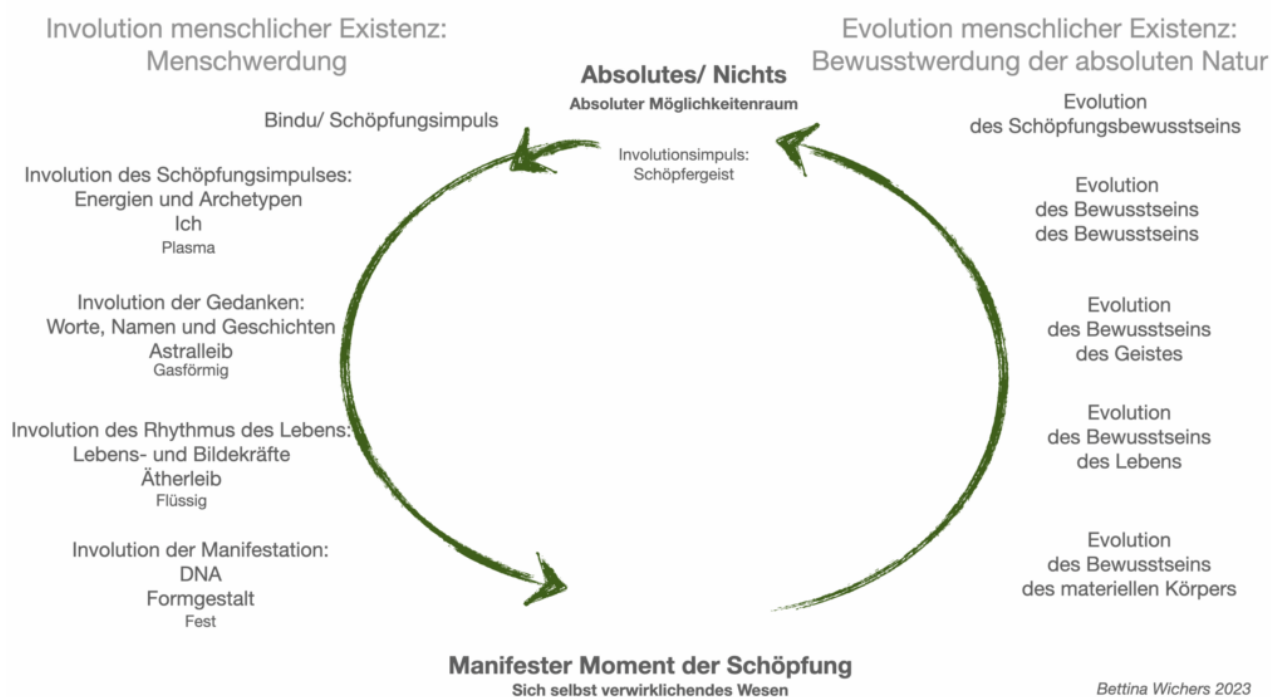 Involution menschlicher Existenz:
Menschwerdung
Absolutes/ Nichts
Absoluter Möglichkeitenraum
Involutionsimpuls:
Schöpfergeist
Bindu/ Schöpfungsimpuls
Involution des Schöpfungsimpulses:
Energien und Archetypen
Ich
Plasma
Involution der Gedanken:
Worte, Namen und Geschichten
Astralleib
Gasförmig
Involution des Rhythmus des Lebens:
Lebens- und Bildekräfte
Ätherleib
Flüssig
Involution der Manifestation:
DNA
Formgestalt
Fest
Manifester Moment der Schöpfung
Sich selbst verwirklichendes Wesen
Evolution menschlicher Existenz:
Bewusstwerdung der absoluten Natur
Evolution
des Schöpfungsbewusstseins
Evolution
des Bewusstseins
des Bewusstseins
Evolution
des Bewusstseins
des Geistes
Evolution
des Bewusstseins
des Lebens
Evolution
des Bewusstseins
des materiellen Körpers
Bettina Wichers 2023